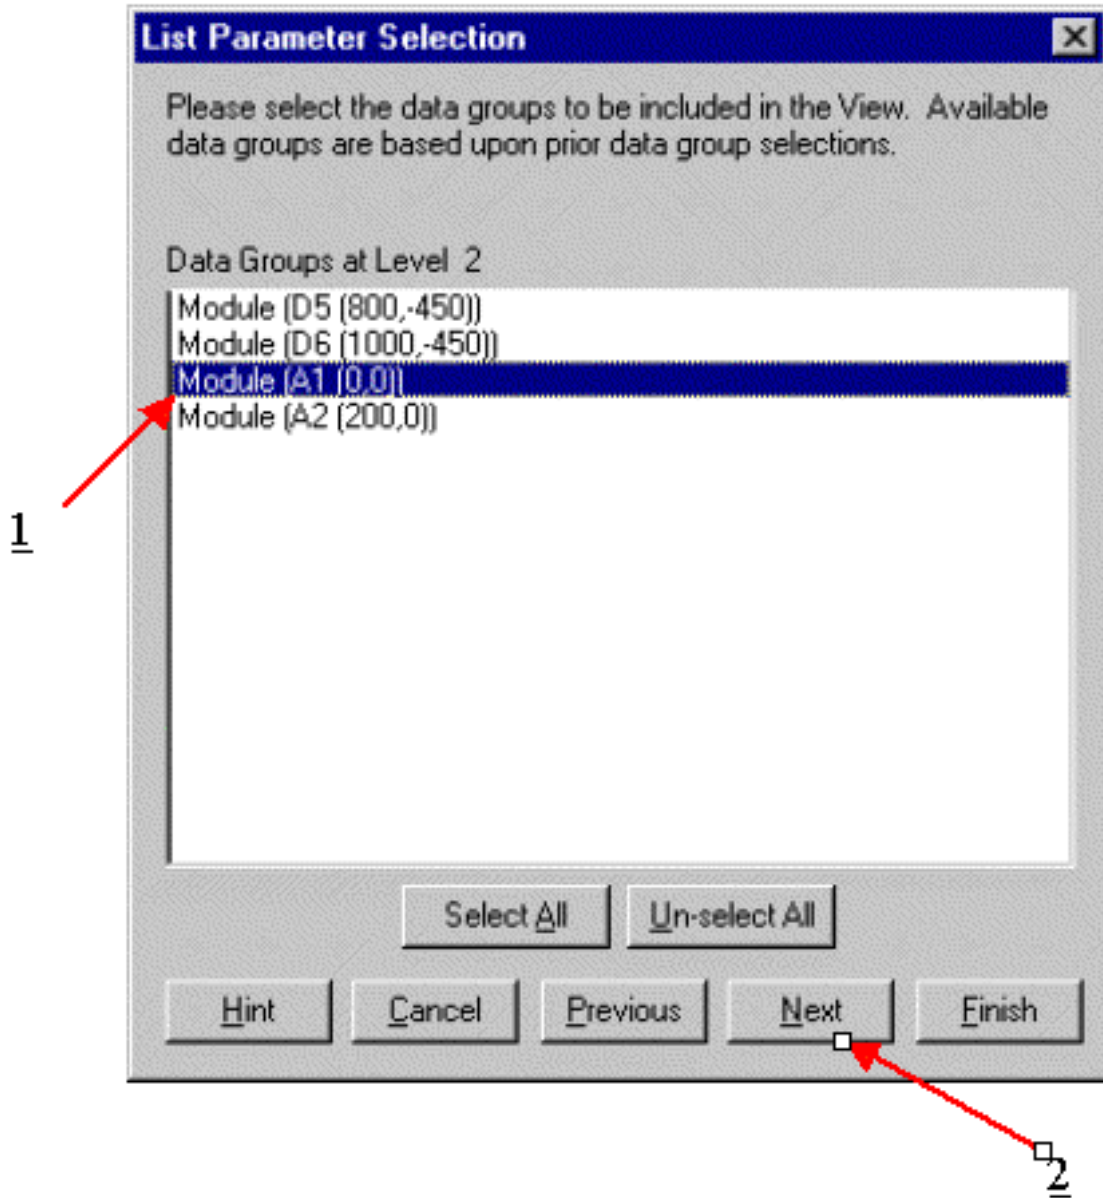 List Parameter Selection
Please select the data groups to be included in the View.  Available
data groups are based upon prior data group selections.
Data Groups at Level  2
Module (D5 (800,-450))
Module (D6 (1000,-450))
Module (A1 (0,0))
Module (A2 (200,0))
1
Select All
Un-select All
Hint
Cancel
Previous
Next
Finish
2